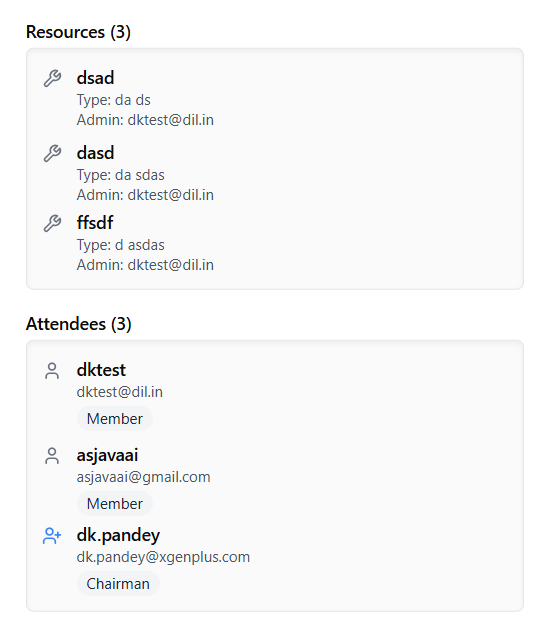 Resources (3)
dsad
Type: da ds
Admin: dktest@dil.in
dasd
Type: da sdas
Admin: dktest@dil.in
ffsdf
Type: d asdas
Admin: dktest@dil.in
Attendees (3)
dktest
dktest@dil.in
Member
asjavaai
asjavaai@gmail.com
Member
dk.pandey
dk.pandey@xgenplus.com
Chairman